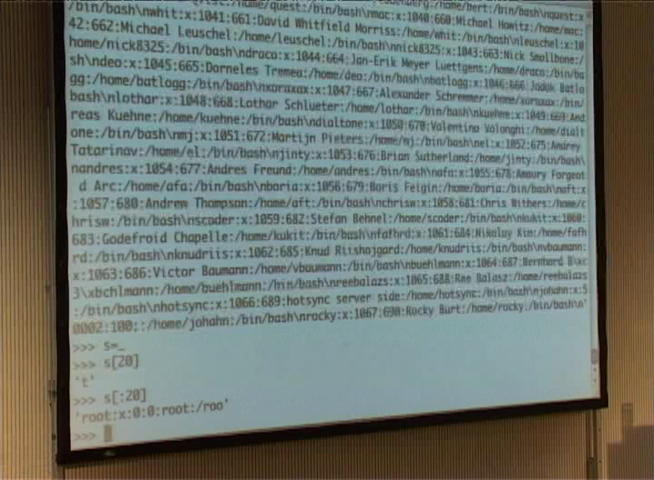 /bin/bash\nwhit:x:1041:661:David Whitfield Morriss:/home/whit:/bin/bash\nleuschel:x:10
42:662:Michael Leuschel:/home/leuschel:/bin/bash\nnick8325:x:1043:663:Nick Smallbone:/
home/nick8325:/bin/bash\ndraco:x:1044:664:Jan-Erik Meyer Luettgens:/home/draco:/bin/ba
sh\ndeo:x:1045:665:Dorneles Tremea:/home/deo:/bin/bash\nbatlogg:x:1046:666:Jodok Batlo
gg:/home/batlogg:/bin/bash\nxoraxax:x:1047:667:Alexander Schremmer:/home/xoraxax:/bin/
bash\nlothar:x:1048:668:Lothar Schlueter:/home/lothar:/bin/bash\nkuehne:x:1049:669:And
reas Kuehne:/home/kuehne:/bin/bash\ndialtone:x:1050:670:Valentino Volonghi:/home/dialt
one:/bin/bash\nmj:x:1051:672:Martijn Pieters:/home/mj:/bin/bash\nel:x:1052:675:Andrey
Tatarinov:/home/el:/bin/bash\njinty:x:1053:676:Brian Sutherland:/home/jinty:/bin/bash\
nandres:x:1054:677:Andres Freund:/home/andres:/bin/bash\nafa:x:1055:678:Amaury Forgeot
d Arc:/home/afa:/bin/bash\nboria:x:1056:679:Boris Feigin:/home/boria:/bin/bash\naft:x
:1057:680:Andrew Thompson:/home/aft:/bin/bash\nchrisw:x:1058:681:Chris Withers:/home/c
hrisw:/bin/bash\nscoder:x:1059:682:Stefan Behnel:/home/scoder:/bin/bash\nkukit:x:1060:
683:Godefroid Chapelle:/home/kukit:/bin/bash\nfafhrd:x:1061:684:Nikolay Kim:/home/fafh
rd:/bin/bash\nknudriis:x:1062:685:Knud Riishojgard:/home/knudriis:/bin/bash\nvbaumann:
x:1063:686:Victor Baumann:/home/vbaumann:/bin/bash\nbuehlmann:x:1064:687:Bernhard B\xc
3\xbchlmann:/home/buehlmann:/bin/bash\nreebalazs:x:1065:688:Ree Balazs:/home/reebalazs
:/bin/bash\nhotsync:x:1066:689:hotsync server side:/home/hotsync:/bin/bash\njohahn:x:5
0002:100::/home/johahn:/bin/bash\nrocky:x:1067:690:Rocky Burt:/home/rocky:/bin/bash\n'
>>> s=_
>>> s[20]
't'
>>> s[:20]
'root:x:0:0:root:/roo'
>>>